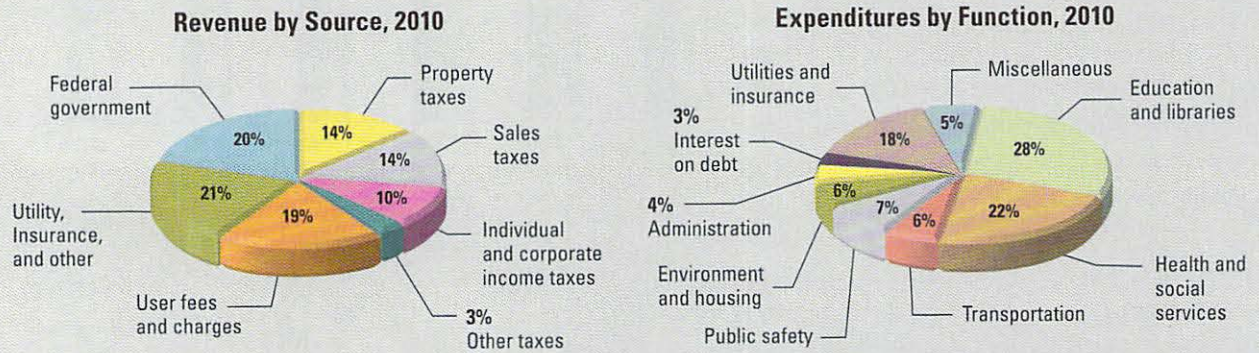 Revenue by Source, 2010
Federal
government
20%
Property
taxes
14%
Sales
taxes
14%
Individual
and corporate
income taxes
10%
3%
Other taxes
User fees
and charges
19%
Utility,
Insurance,
and other
21%
Expenditures by Function, 2010
Utilities and
insurance
18%
Miscellaneous
5%
Education
and libraries
28%
Health and
social
services
22%
Transportation
6%
Public safety
7%
Environment
and housing
6%
4%
Administration
3%
Interest
on debt